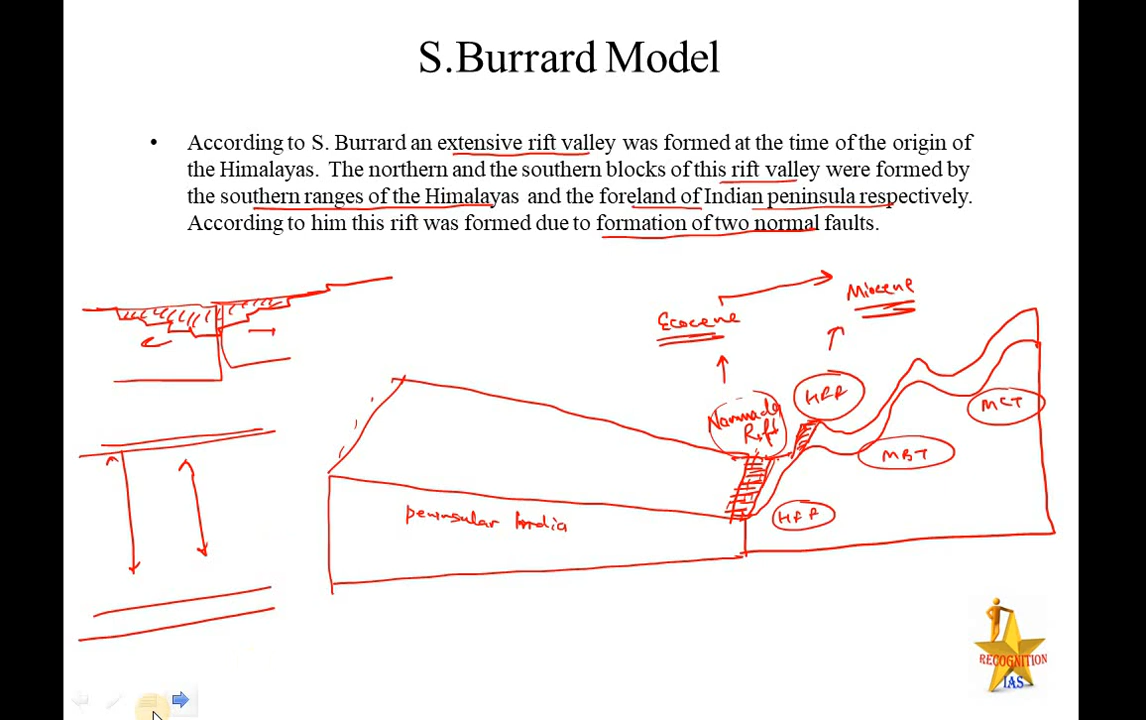 S.Burrard Model
• According to S. Burrard an extensive rift valley was formed at the time of the origin of
the Himalayas. The northern and the southern blocks of this rift valley were formed by
the southern ranges of the Himalayas and the foreland of Indian peninsula respectively.
According to him this rift was formed due to formation of two normal faults.
Miocene
Ecocene
HFF
Narmada
Rift
MCT
MBT
peninsular India
HFF
RECOGNITION
IAS